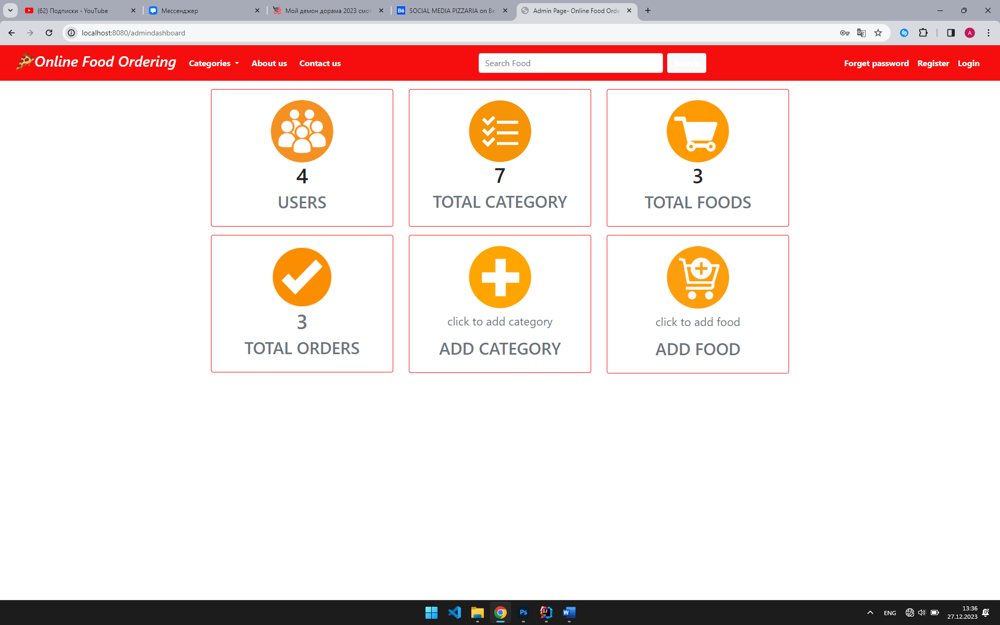 (62) Подписки - YouTube
Мессенджер
Мой демон дорама 2023 смот
SOCIAL MEDIA PIZZARIA on Be
Admin Page- Online Food Orde
localhost:8080/admindashboard
A
Online Food Ordering
Categories
About us
Contact us
Search Food
Search
Forget password
Register
Login
4
USERS
7
TOTAL CATEGORY
3
TOTAL FOODS
3
TOTAL ORDERS
click to add category
ADD CATEGORY
click to add food
ADD FOOD
ENG
13:36
27.12.2023